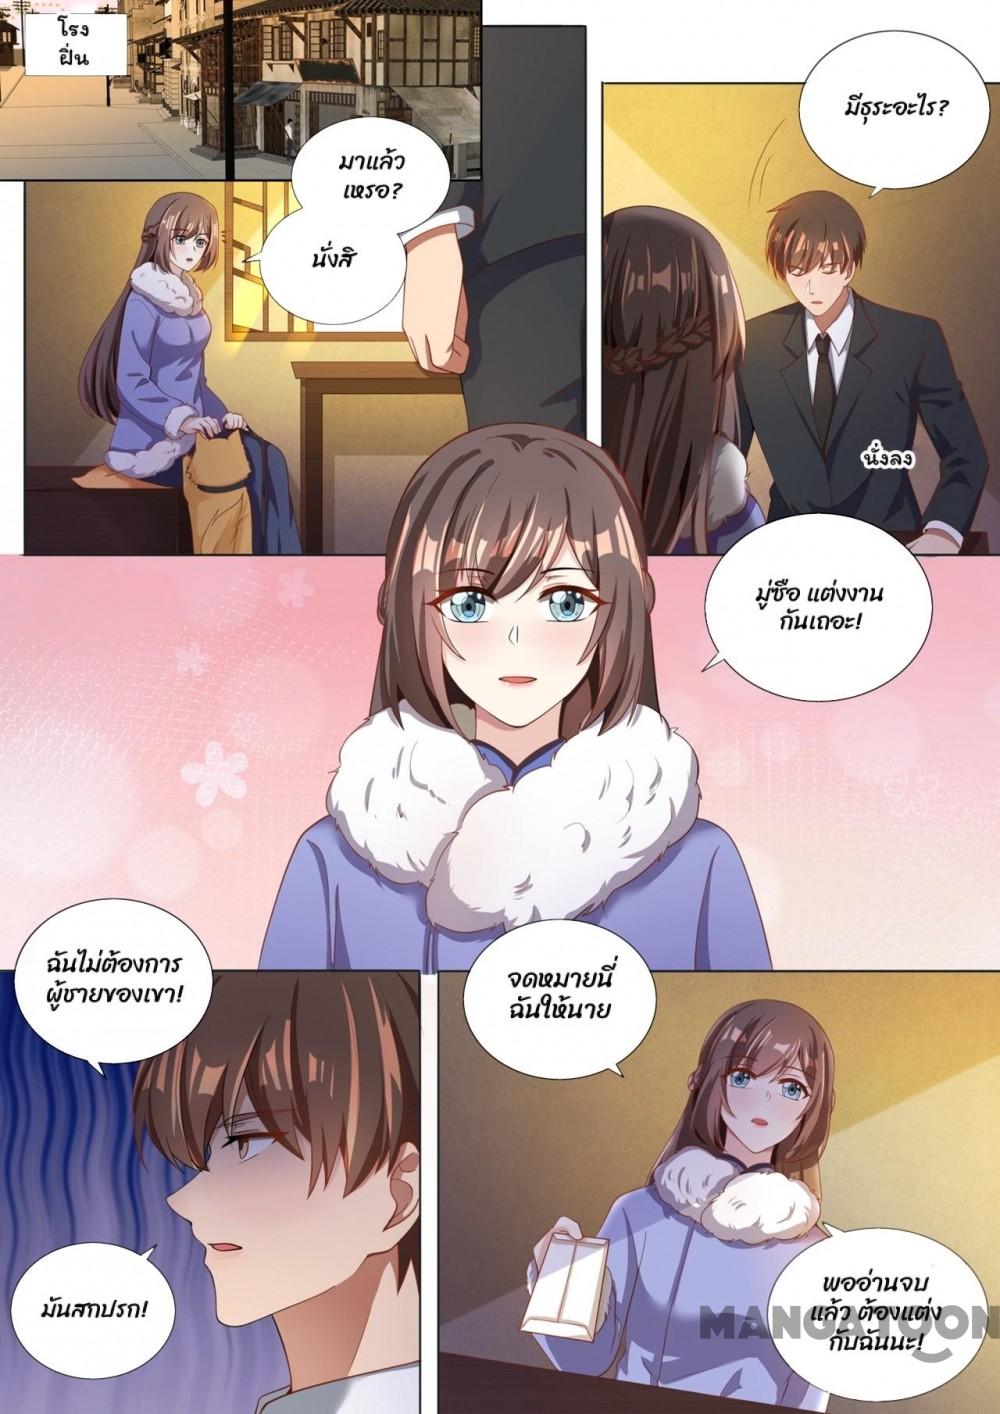 โรง
ฝิ่น
มาแล้ว
เหรอ?
นั่งสิ
มีธุระอะไร?
นั่งลง
มู่ซือ แต่งงาน
กันเถอะ!
ฉันไม่ต้องการ
ผู้ชายของเขา!
มันสกปรก!
จดหมายนี่
ฉันให้นาย
พออ่านจบ
แล้ว ต้องแต่ง
กับฉันนะ!
MANGATOON